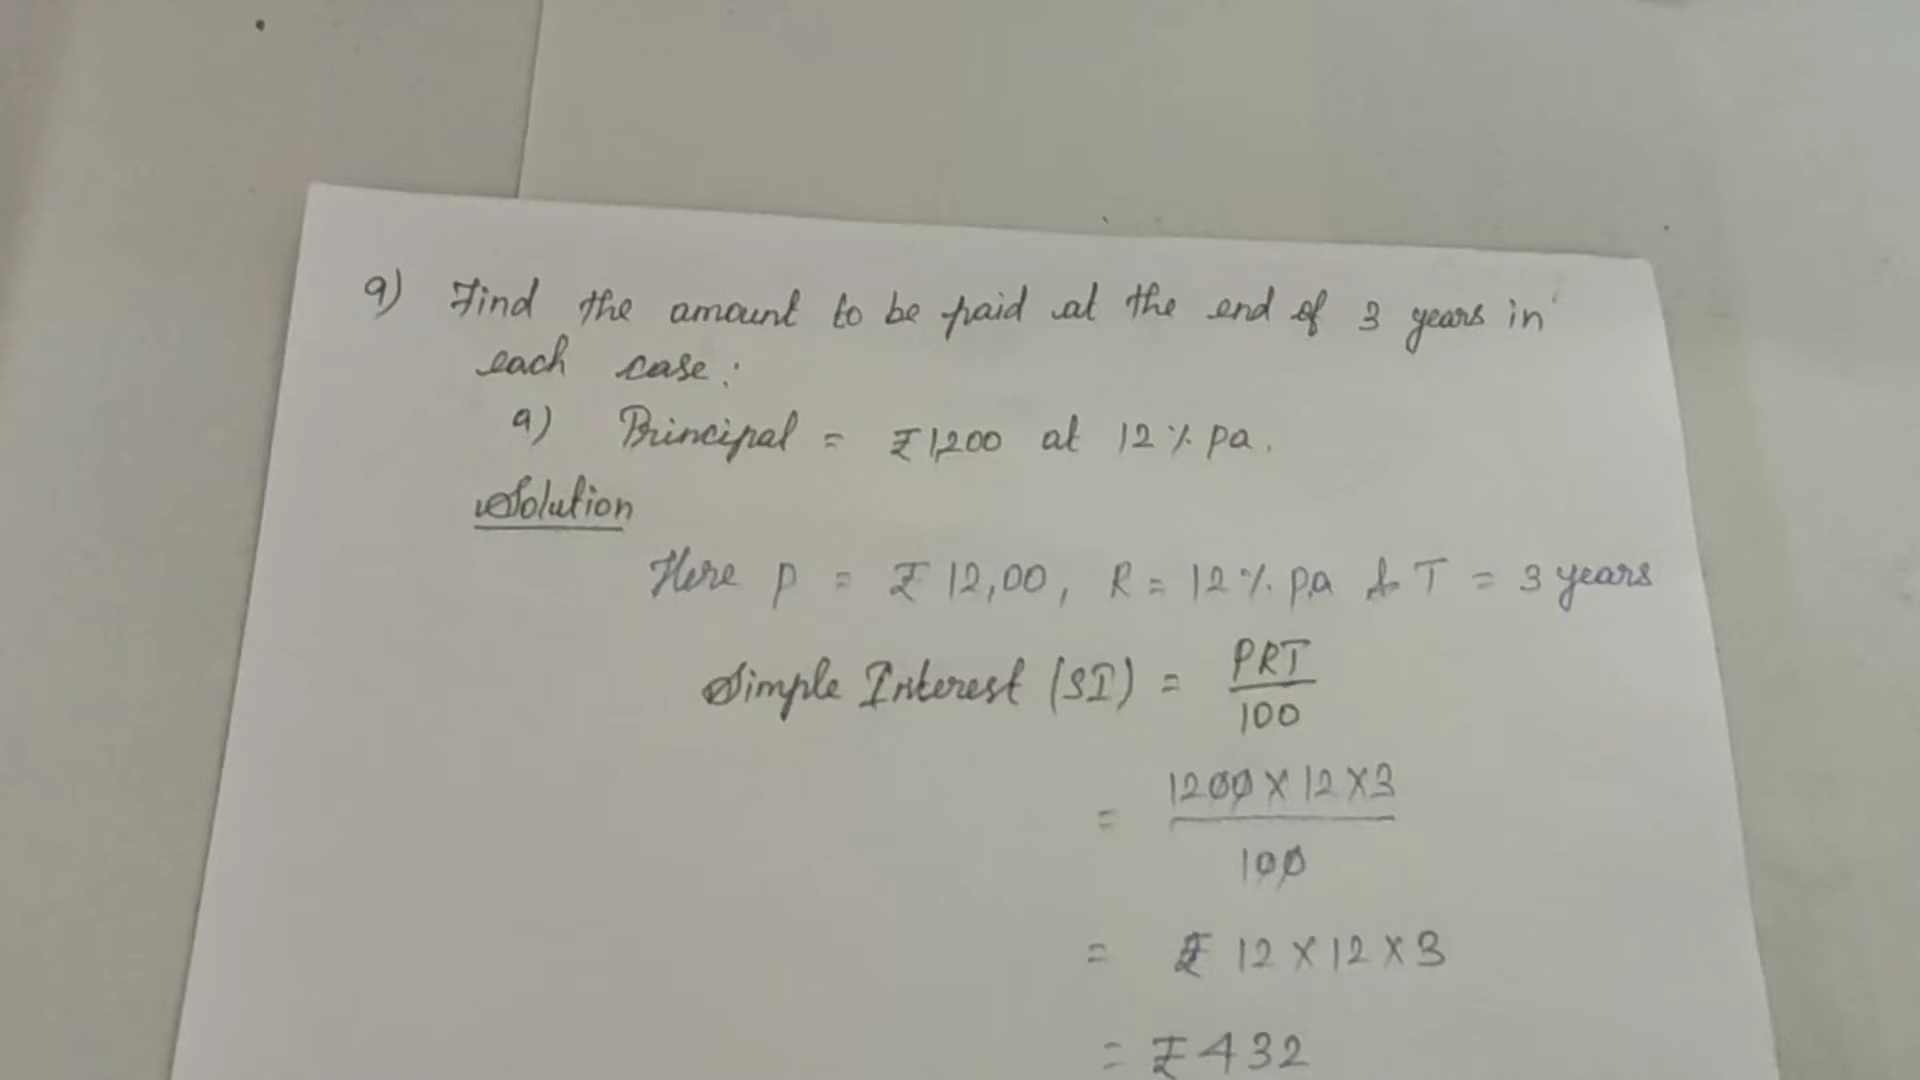 9) Find the amount to be paid at the end of 3 years in
each case:
a) Principal = ₹1,200 at 12% pa.
Solution
Here P = ₹12,00, R = 12% p.a & T = 3 years
Simple Interest (SI) = PRT
100
= 1200 X 12 X 3
100
= ₹ 12 X 12 X 3
= ₹432